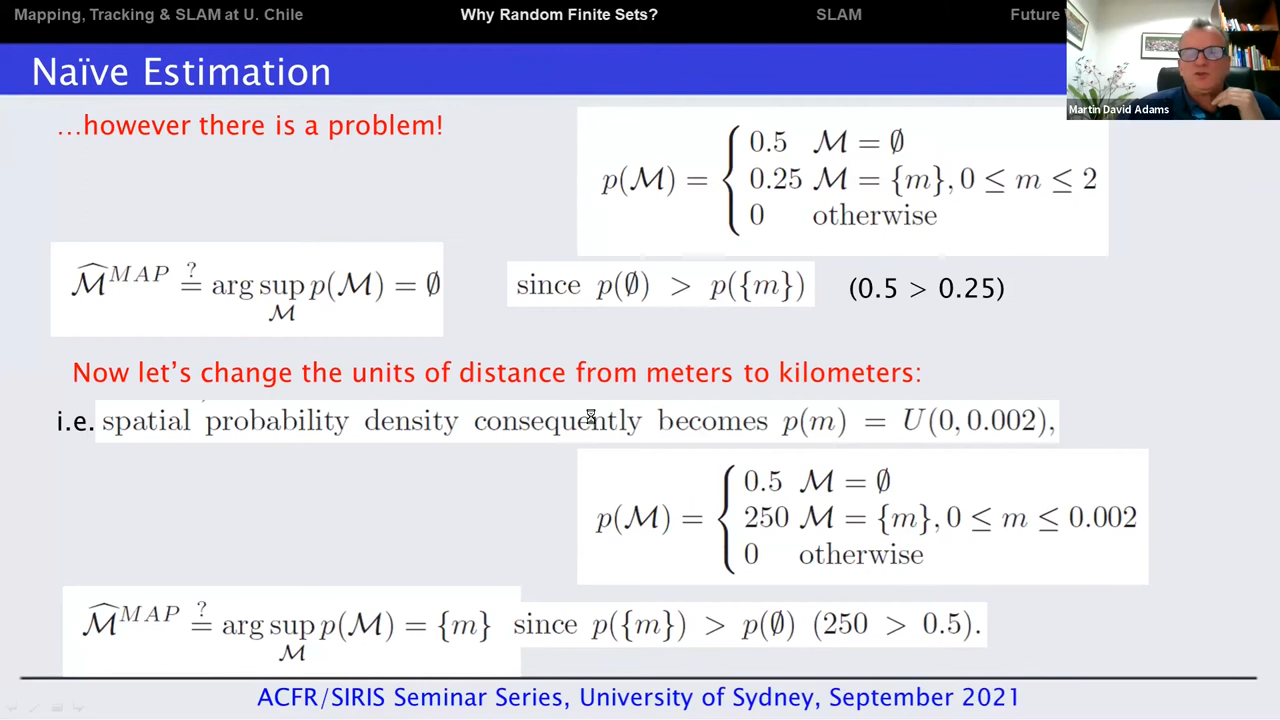 Mapping, Tracking & SLAM at U. Chile Why Random Finite Sets? SLAM Future
Naïve Estimation
Martin David Adams
…however there is a problem!
p(ℳ) = { 0.5 ℳ = ∅
0.25 ℳ = {m}, 0 ≤ m ≤ 2
0 otherwise
ℳ̂^MAP ≟ arg sup_ℳ p(ℳ) = ∅ since p(∅) > p({m}) (0.5 > 0.25)
Now let's change the units of distance from meters to kilometers:
i.e. spatial probability density consequently becomes p(m) = U(0, 0.002),
p(ℳ) = { 0.5 ℳ = ∅
250 ℳ = {m}, 0 ≤ m ≤ 0.002
0 otherwise
ℳ̂^MAP ≟ arg sup_ℳ p(ℳ) = {m} since p({m}) > p(∅) (250 > 0.5).
ACFR/SIRIS Seminar Series, University of Sydney, September 2021